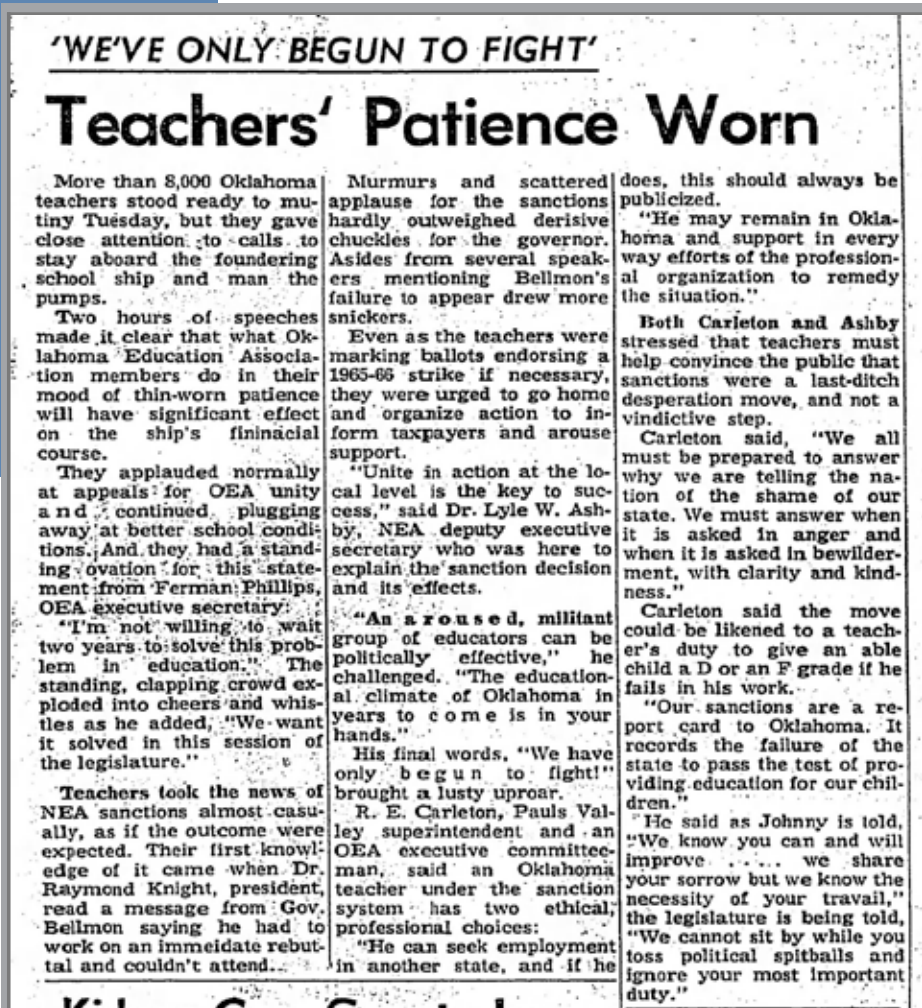 'WE'VE ONLY BEGUN TO FIGHT'
Teachers' Patience Worn
More than 8,000 Oklahoma
teachers stood ready to mu-
tiny Tuesday, but they gave
close attention to calls to
stay aboard the foundering
school ship and man the
pumps.
Two hours of speeches
made it clear that what Ok-
lahoma Education Associa-
tion members do in their
mood of thin-worn patience
will have significant effect
on the ship's fininacial
course.
They applauded normally
at appeals for OEA unity
and continued plugging
away at better school condi-
tions. And they had a stand-
ing ovation for this state-
ment from Ferman Phillips,
OEA executive secretary:
"I'm not willing to wait
two years to solve this prob-
lem in education." The
standing, clapping crowd ex-
ploded into cheers and whis-
tles as he added, "We want
it solved in this session of
the legislature."
Teachers took the news of
NEA sanctions almost casu-
ally, as if the outcome were
expected. Their first knowl-
edge of it came when Dr.
Raymond Knight, president,
read a message from Gov.
Bellmon saying he had to
work on an immeidate rebut-
tal and couldn't attend.
Murmurs and scattered
applause for the sanctions
hardly outweighed derisive
chuckles for the governor.
Asides from several speak-
ers mentioning Bellmon's
failure to appear drew more
snickers.
Even as the teachers were
marking ballots endorsing a
1965-66 strike if necessary,
they were urged to go home
and organize action to in-
form taxpayers and arouse
support.
"Unite in action at the lo-
cal level is the key to suc-
cess," said Dr. Lyle W. Ash-
by, NEA deputy executive
secretary who was here to
explain the sanction decision
and its effects.
"An aroused, militant
group of educators can be
politically effective," he
challenged. "The education-
al climate of Oklahoma in
years to come is in your
hands."
His final words, "We have
only begun to fight!"
brought a lusty uproar.
R. E. Carleton, Pauls Val-
ley superintendent and an
OEA executive committee-
man, said an Oklahoma
teacher under the sanction
system has two ethical,
professional choices:
"He can seek employment
in another state, and if he
does, this should always be
publicized.
"He may remain in Okla-
homa and support in every
way efforts of the profession-
al organization to remedy
the situation."
Both Carleton and Ashby
stressed that teachers must
help convince the public that
sanctions were a last-ditch
desperation move, and not a
vindictive step.
Carleton said, "We all
must be prepared to answer
why we are telling the na-
tion of the shame of our
state. We must answer when
it is asked in anger and
when it is asked in bewilder-
ment, with clarity and kind-
ness."
Carleton said the move
could be likened to a teach-
er's duty to give an able
child a D or an F grade if he
fails in his work.
"Our sanctions are a re-
port card to Oklahoma. It
records the failure of the
state to pass the test of pro-
viding education for our chil-
dren."
He said as Johnny is told,
"We know you can and will
improve ..... we share
your sorrow but we know the
necessity of your travail,"
the legislature is being told,
"We cannot sit by while you
toss political spitballs and
ignore your most important
duty."